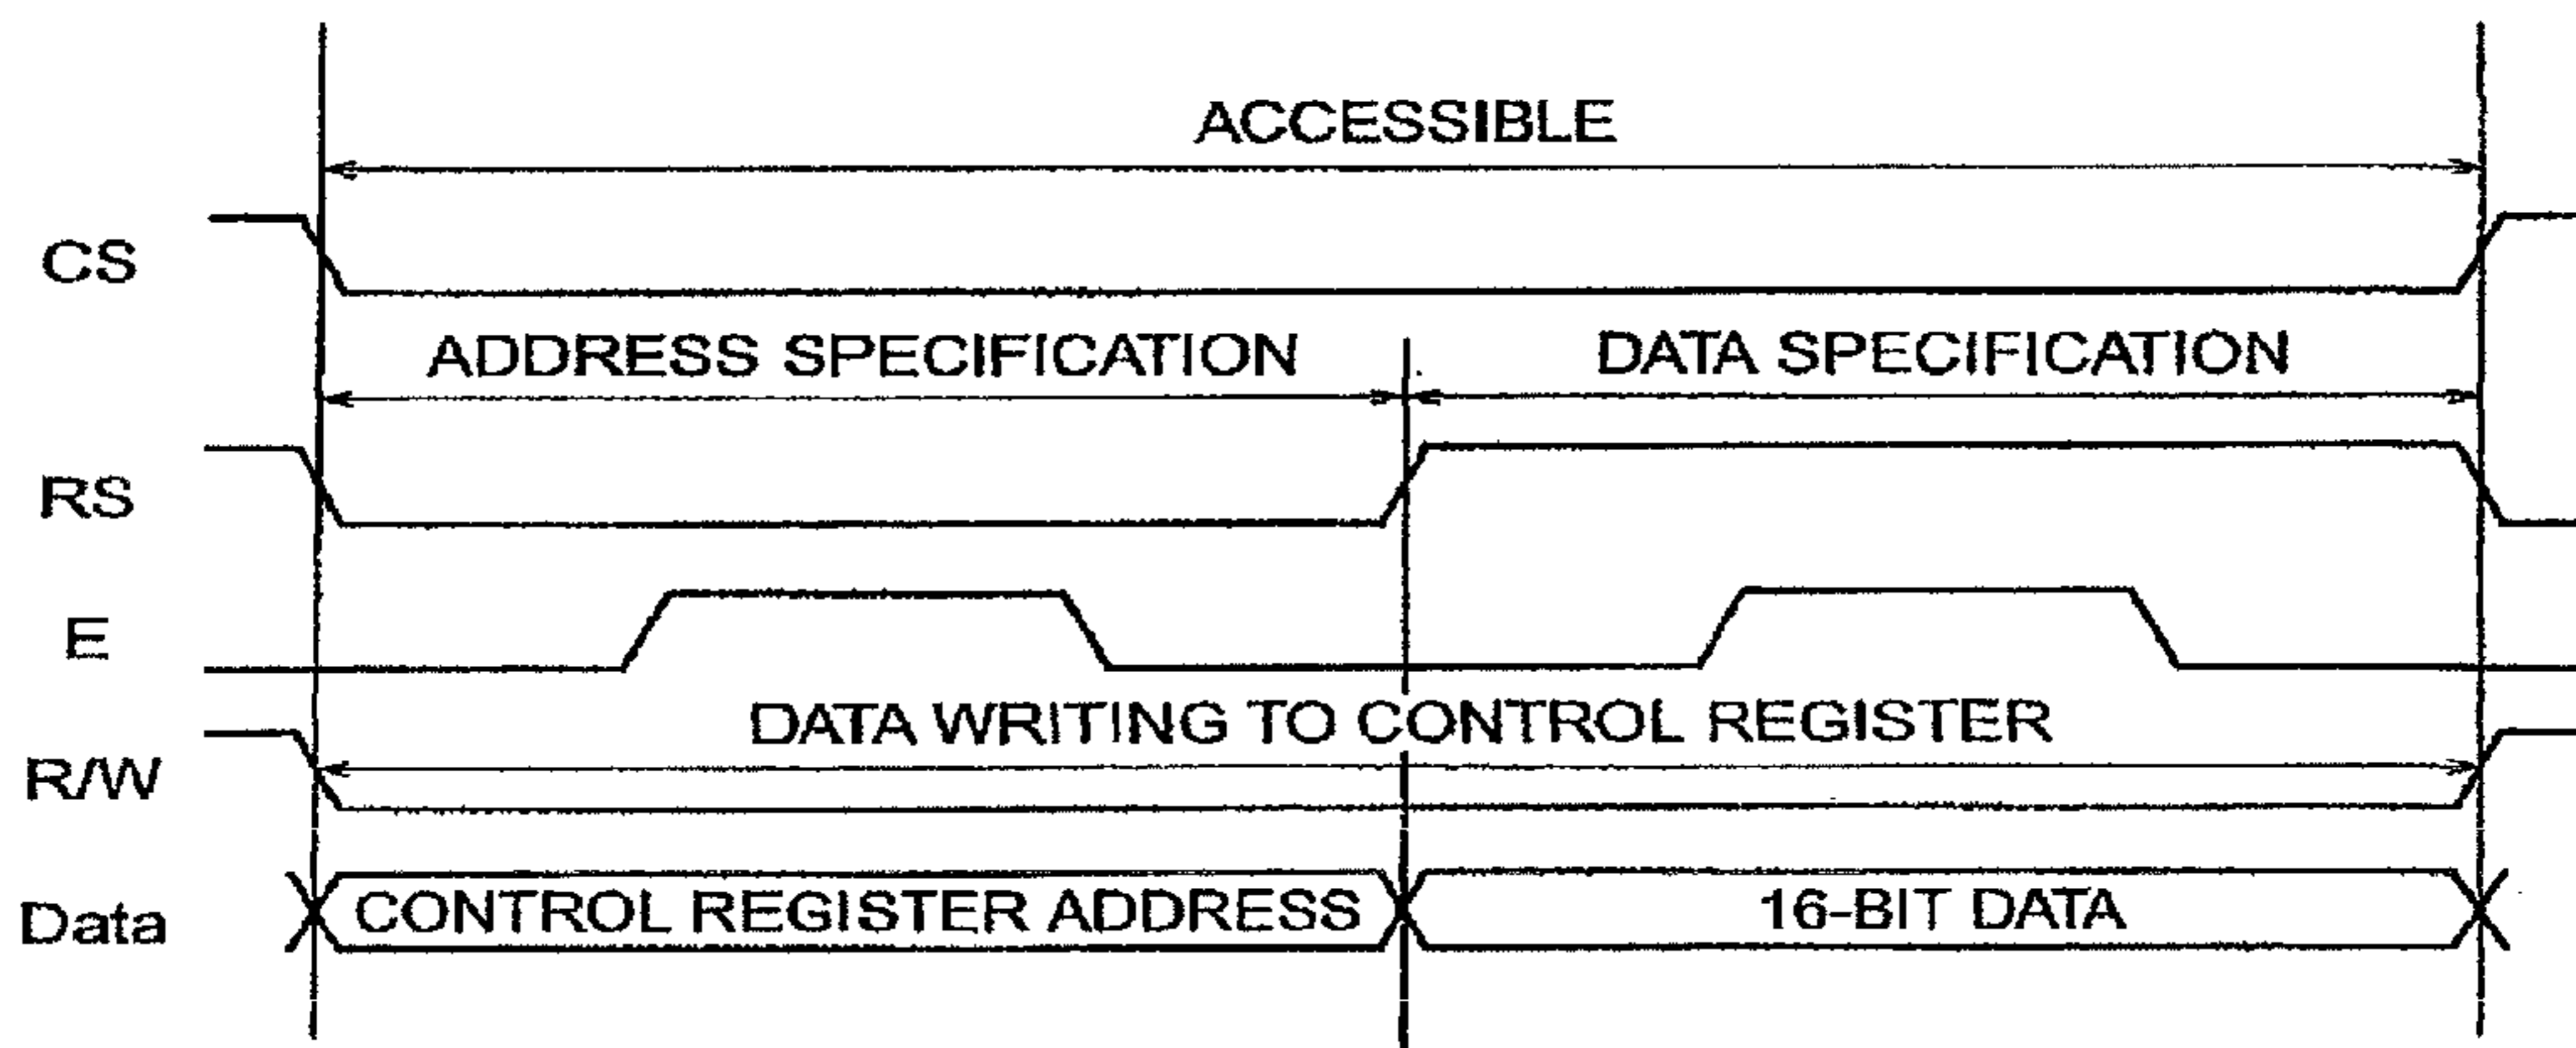 ACCESSIBLE
CS
ADDRESS SPECIFICATION
DATA SPECIFICATION
RS
E
DATA WRITING TO CONTROL REGISTER
R/W
Data
CONTROL REGISTER ADDRESS
16-BIT DATA